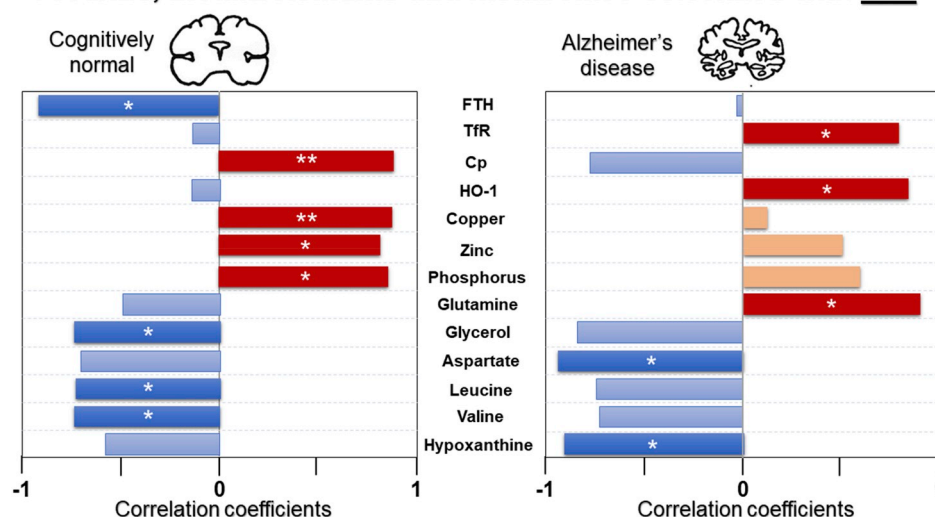 Cognitively
normal
Alzheimer's
disease
FTH
*
TfR
*
Cp
**
HO-1
*
Copper
**
Zinc
*
Phosphorus
*
Glutamine
*
Glycerol
*
Aspartate
*
Leucine
*
Valine
*
Hypoxanthine
*
-1 0 1
-1 0
Correlation coefficients
Correlation coefficients